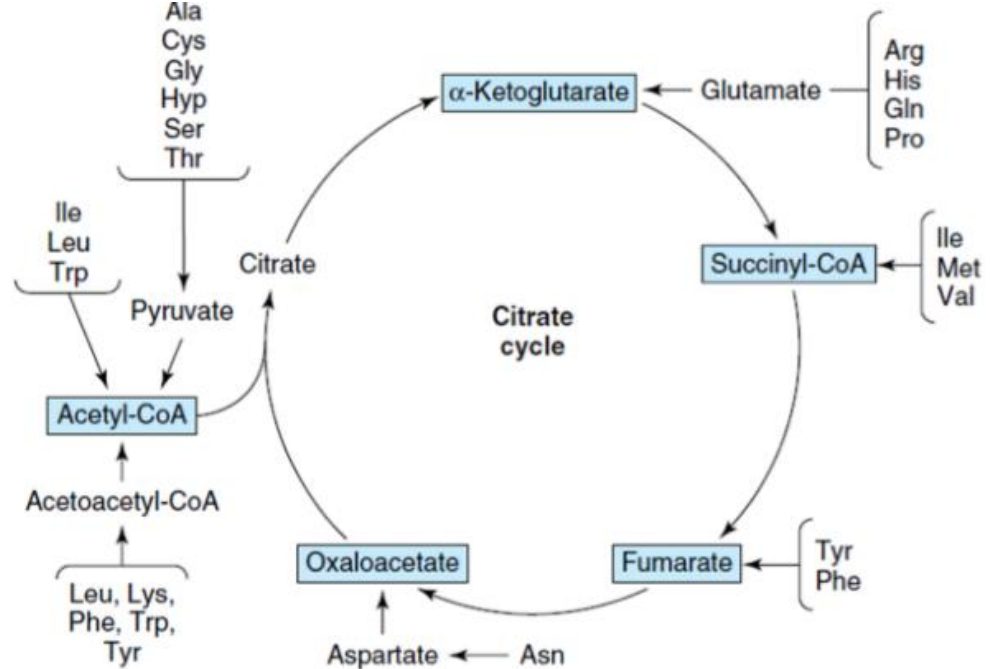 Ala
Cys
Gly
Hyp
Ser
Thr
α-Ketoglutarate
Glutamate
Arg
His
Gln
Pro
Ile
Leu
Trp
Citrate
Pyruvate
Succinyl-CoA
Ile
Met
Val
Citrate
cycle
Acetyl-CoA
Acetoacetyl-CoA
Oxaloacetate
Fumarate
Tyr
Phe
Leu, Lys,
Phe, Trp,
Tyr
Aspartate
Asn